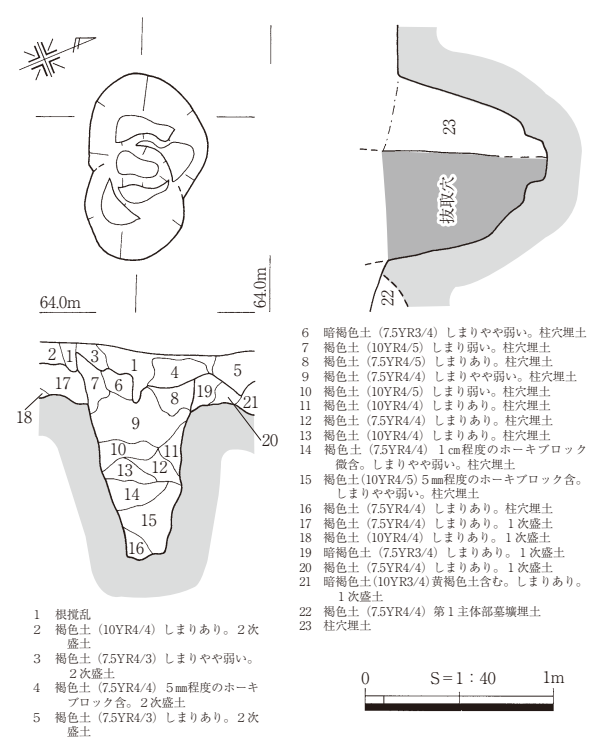 64.0m
64.0m
23
抜取穴
22
2
1
3
1
4
5
17
7
6
8
19
21
18
9
20
10
11
13
12
14
15
16
1 根撹乱
2 褐色土（10YR4/4）しまりあり。２次
盛土
3 褐色土（7.5YR4/3）しまりやや弱い。
２次盛土
4 褐色土（7.5YR4/4）５㎜程度のホーキ
ブロック含。２次盛土
5 褐色土（7.5YR4/3）しまりあり。２次
盛土
6 暗褐色土（7.5YR3/4）しまりやや弱い。柱穴埋土
7 褐色土（10YR4/5）しまり弱い。柱穴埋土
8 褐色土（7.5YR4/5）しまりあり。柱穴埋土
9 褐色土（7.5YR4/4）しまりやや弱い。柱穴埋土
10 褐色土（10YR4/5）しまり弱い。柱穴埋土
11 褐色土（10YR4/4）しまりあり。柱穴埋土
12 褐色土（7.5YR4/4）しまりあり。柱穴埋土
13 褐色土（10YR4/4）しまりあり。柱穴埋土
14 褐色土（7.5YR4/4）１㎝程度のホーキブロック
微含。しまりやや弱い。柱穴埋土
15 褐色土(10YR4/5)５㎜程度のホーキブロック含。
しまりやや弱い。柱穴埋土
16 褐色土（7.5YR4/4）しまりあり。柱穴埋土
17 褐色土（7.5YR4/4）しまりあり。１次盛土
18 褐色土（10YR4/4）しまりあり。１次盛土
19 暗褐色土（7.5YR3/4）しまりあり。１次盛土
20 褐色土（7.5YR4/4）しまりあり。１次盛土
21 暗褐色土(10YR3/4)黄褐色土含む。しまりあり。
１次盛土
22 褐色土（7.5YR4/4）第１主体部墓壙埋土
23 柱穴埋土
0 S＝1：40 1m